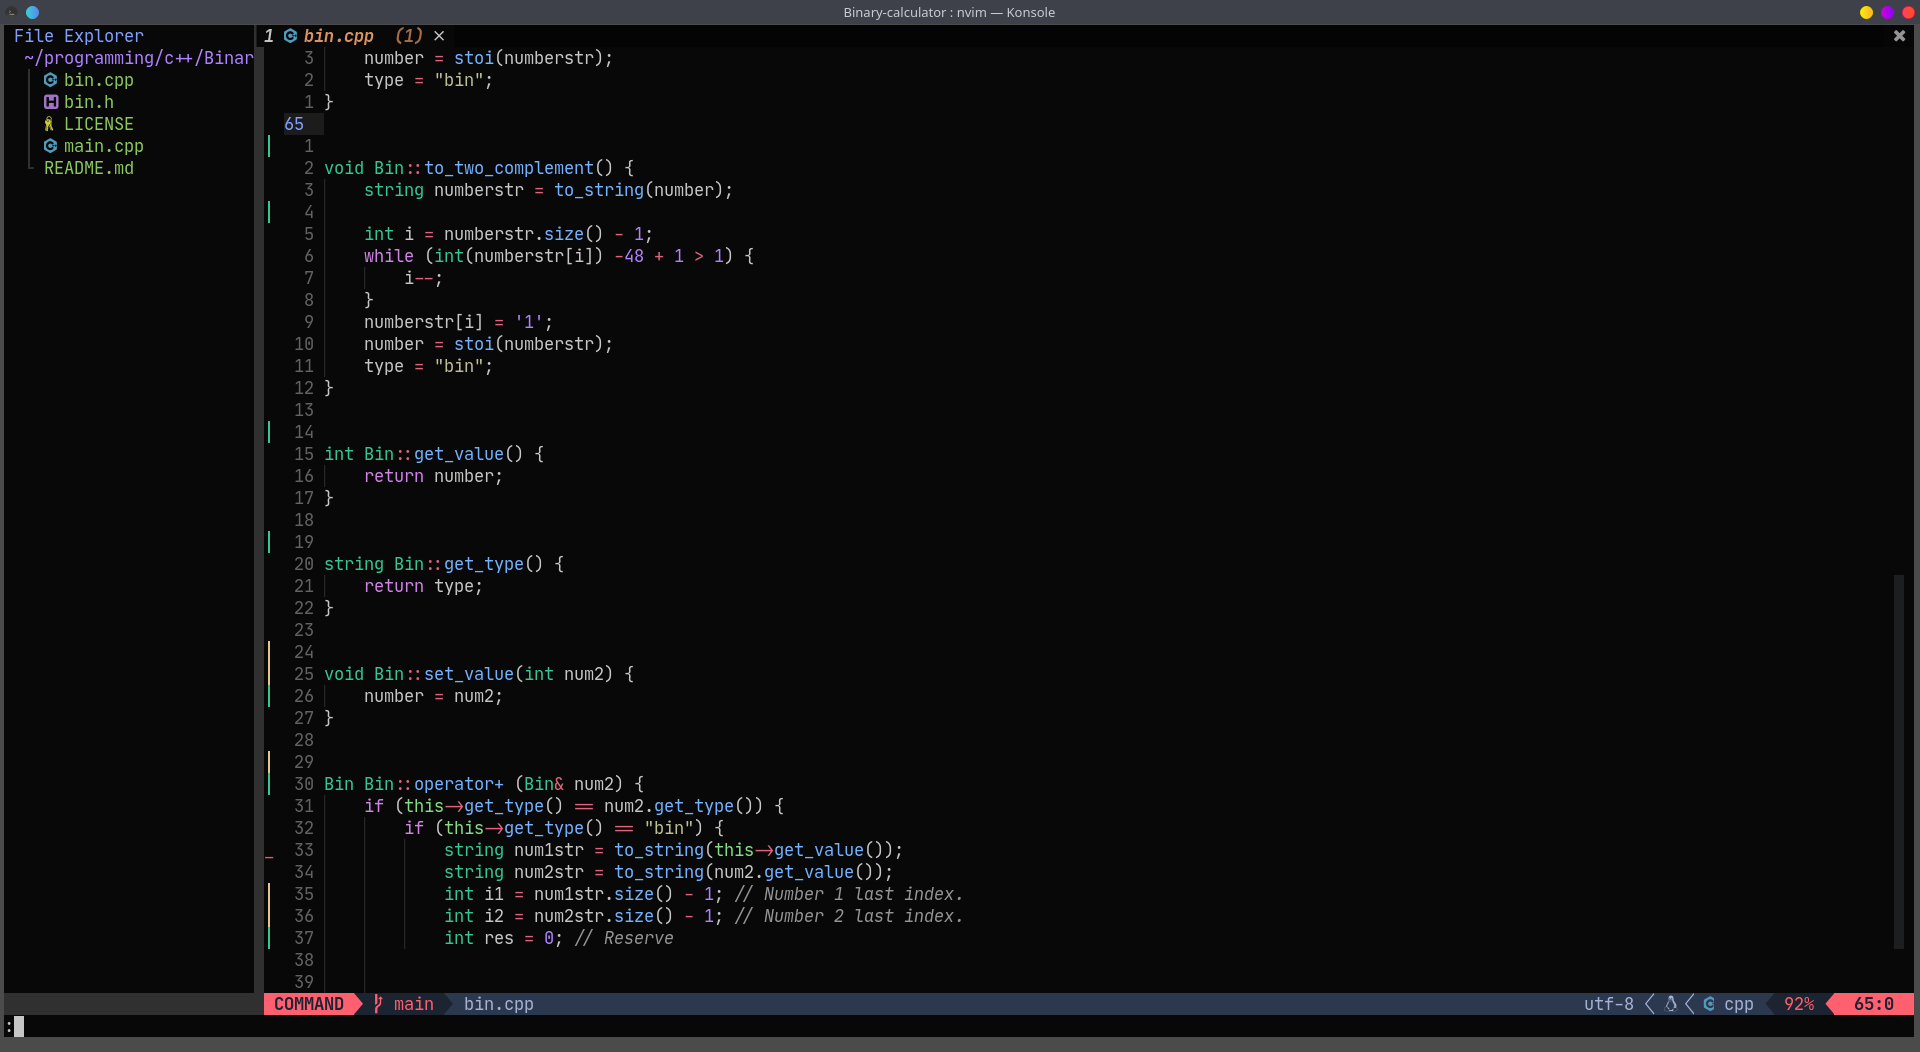 Binary-calculator : nvim — Konsole
File Explorer
~/programming/c++/Binar
bin.cpp
bin.h
LICENSE
main.cpp
README.md
1 bin.cpp (1) ×
3 number = stoi(numberstr);
2 type = "bin";
1 }
65
1
2 void Bin::to_two_complement() {
3 string numberstr = to_string(number);
4
5 int i = numberstr.size() - 1;
6 while (int(numberstr[i]) -48 + 1 > 1) {
7 i--;
8 }
9 numberstr[i] = '1';
10 number = stoi(numberstr);
11 type = "bin";
12 }
13
14
15 int Bin::get_value() {
16 return number;
17 }
18
19
20 string Bin::get_type() {
21 return type;
22 }
23
24
25 void Bin::set_value(int num2) {
26 number = num2;
27 }
28
29
30 Bin Bin::operator+ (Bin& num2) {
31 if (this->get_type() == num2.get_type()) {
32 if (this->get_type() == "bin") {
33 string num1str = to_string(this->get_value());
34 string num2str = to_string(num2.get_value());
35 int i1 = num1str.size() - 1; // Number 1 last index.
36 int i2 = num2str.size() - 1; // Number 2 last index.
37 int res = 0; // Reserve
38
39
COMMAND main bin.cpp utf-8 cpp 92% 65:0
: